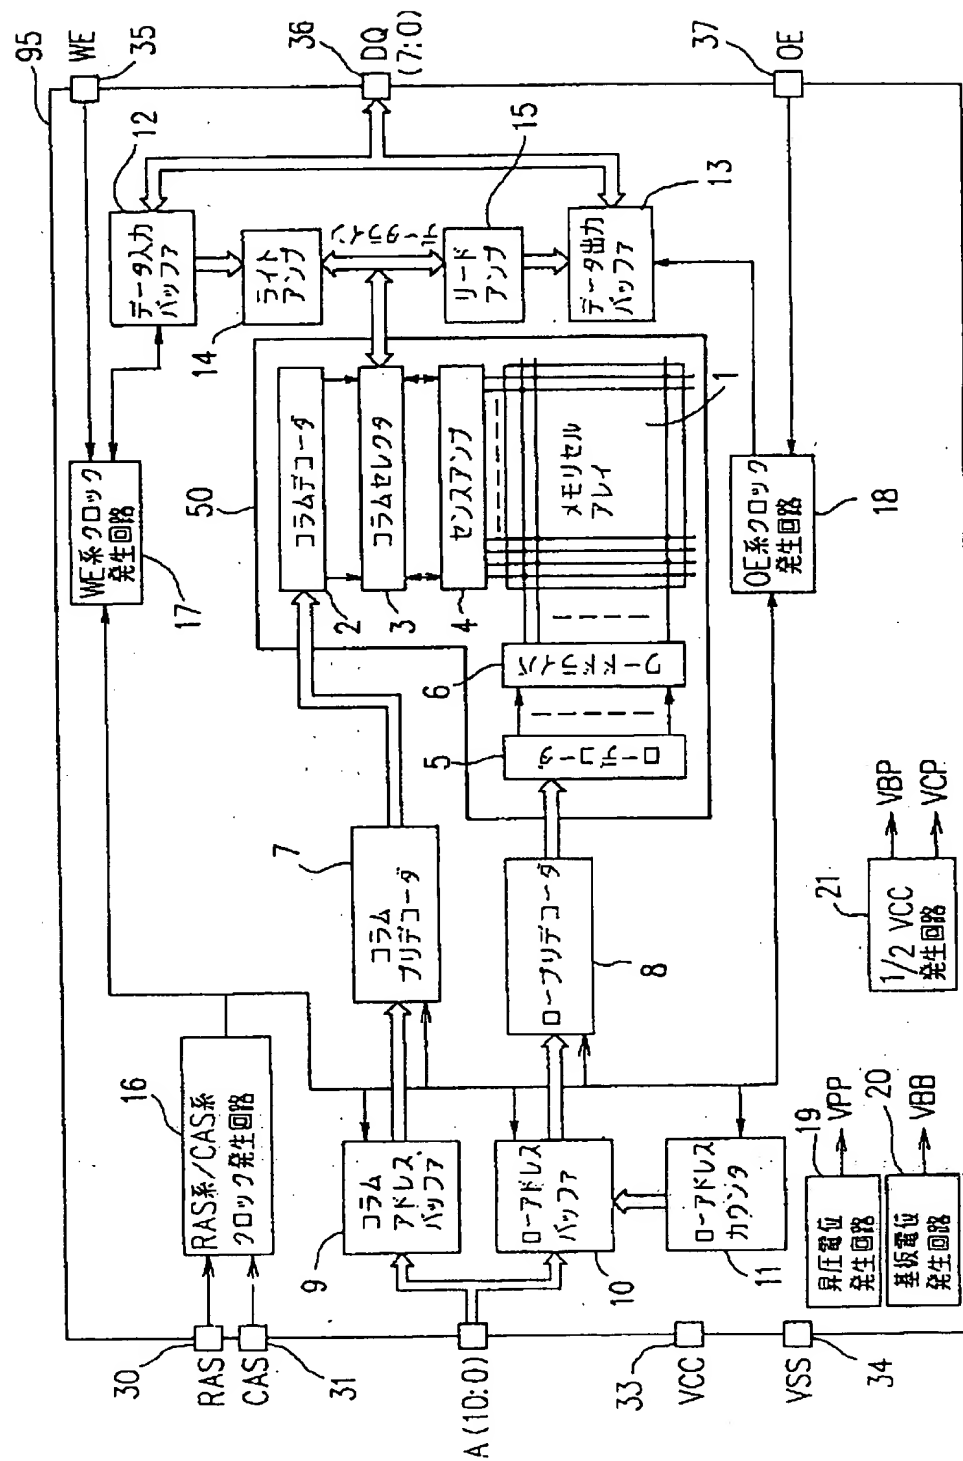 95
30
RAS
CAS
31
A(10:0)
33
VCC
VSS
34
16
RAS系/CAS系
クロック発生回路
9
コラム
アドレス
バッファ
ローアドレス
バッファ
10
ローアドレス
カウンタ
11
19
昇圧電位
発生回路
VPP
20
基板電位
発生回路
VBB
7
コラム
プリデコーダ
ロープリデコーダ
8
21
1/2 VCC
発生回路
VBP
VCP
WE系クロック
発生回路
17
50
コラムデコーダ
2
コラムセレクタ
3
センスアンプ
4
5
ローデコーダ
6
ワードドライバ
メモリセル
アレイ
1
OE系クロック
発生回路
18
12
データ入力
バッファ
14
ライト
アンプ
データライン
リード
アンプ
15
データ出力
バッファ
13
WE
35
36
DQ
(7:0)
37
OE